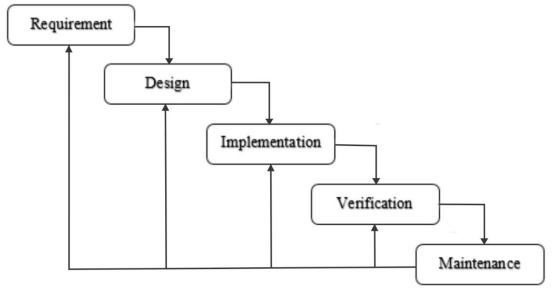 Requirement
Design
Implementation
Verification
Maintenance